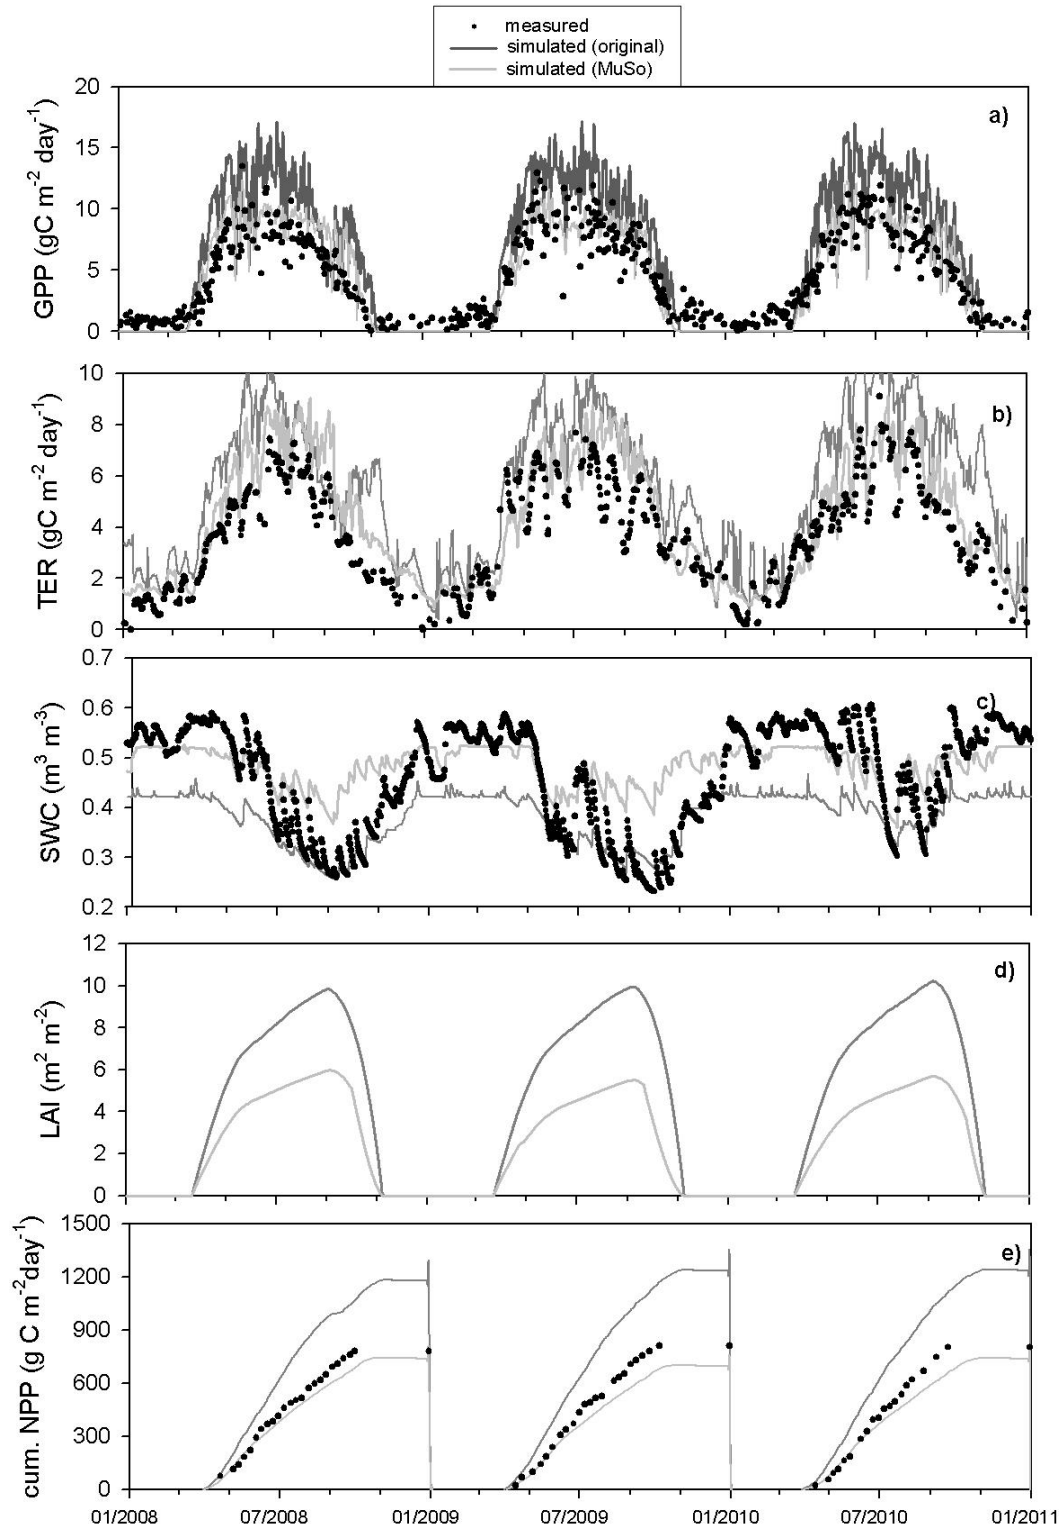 measured
simulated (original)
simulated (MuSo)
20
15
10
5
0
GPP (gC m⁻² day⁻¹)
a)
10
8
6
4
2
0
TER (gC m⁻² day⁻¹)
b)
0.7
0.6
0.5
0.4
0.3
0.2
SWC (m³ m⁻³)
c)
12
10
8
6
4
2
0
LAI (m² m⁻²)
d)
1500
1200
900
600
300
0
cum. NPP (g C m⁻²day⁻¹)
e)
01/2008 07/2008 01/2009 07/2009 01/2010 07/2010 01/2011